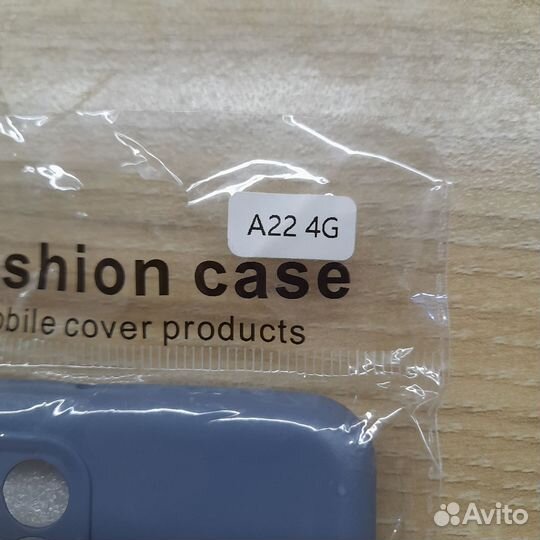 A22 4G
shion case
obile cover products
Avito